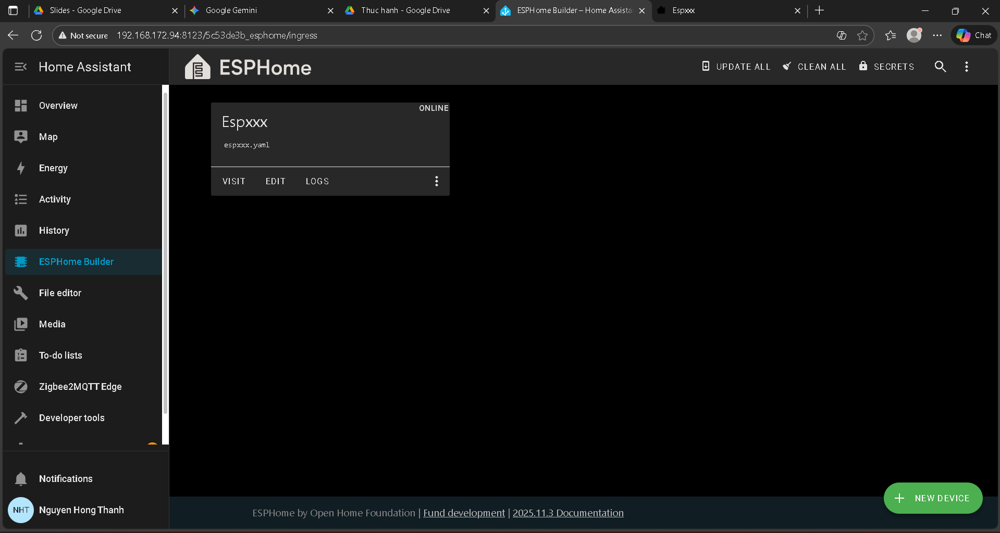 Slides - Google Drive
Google Gemini
Thuc hanh - Google Drive
ESPHome Builder – Home Assista
Espxxx
Not secure
192.168.172.94:8123/5c53de3b_esphome/ingress
Chat
Home Assistant
ESPHome
UPDATE ALL
CLEAN ALL
SECRETS
Overview
Map
Energy
Activity
History
ESPHome Builder
File editor
Media
To-do lists
Zigbee2MQTT Edge
Developer tools
Notifications
NHT
Nguyen Hong Thanh
ONLINE
Espxxx
espxxx.yaml
VISIT
EDIT
LOGS
NEW DEVICE
ESPHome by Open Home Foundation | Fund development | 2025.11.3 Documentation